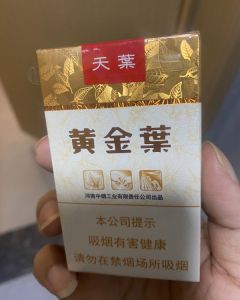 天葉
黄金葉
河南中烟工业有限责任公司出品
本公司提示
吸烟有害健康
请勿在禁烟场所吸烟